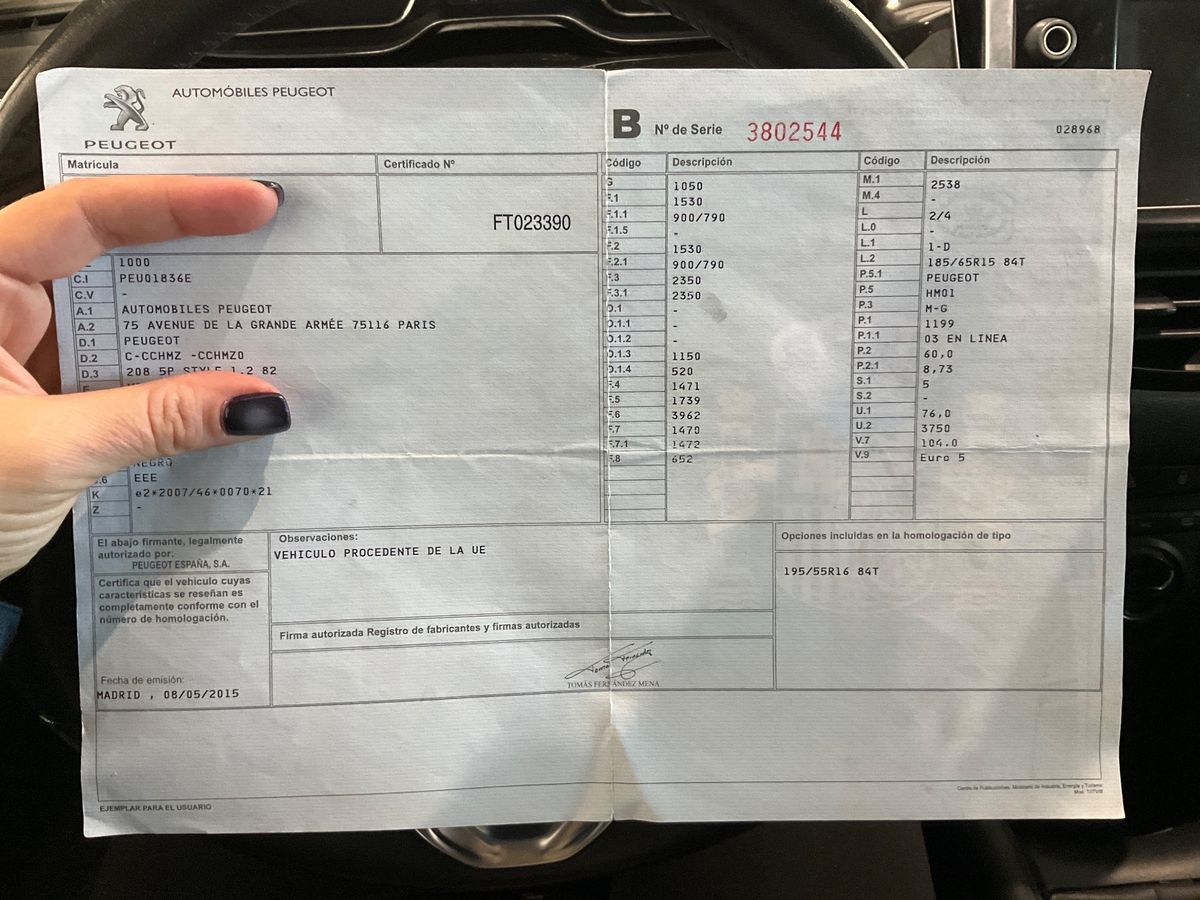 AUTOMÓBILES PEUGEOT
PEUGEOT
B Nº de Serie 3802544 028968
Matricula Certificado Nº
FT023390
1000
C.I PEU01836E
C.V -
A.1 AUTOMOBILES PEUGEOT
A.2 75 AVENUE DE LA GRANDE ARMÉE 75116 PARIS
D.1 PEUGEOT
D.2 C-CCHMZ -CCHMZ0
D.3 208 5P STYLE 1.2 82
NEGRO
EEE
K e2*2007/46*0070*21
Z -
Código Descripción Código Descripción
G 1050
F.1 1530
F.1.1 900/790
F.1.5 -
F.2 1530
F.2.1 900/790
F.3 2350
F.3.1 2350
O.1 -
O.1.1 -
O.1.2 -
O.1.3 1150
O.1.4 520
F.4 1471
F.5 1739
F.6 3962
F.7 1470
F.7.1 1472
F.8 652
M.1 2538
M.4 -
L 2/4
L.0 -
L.1 1-D
L.2 185/65R15 84T
P.5.1 PEUGEOT
P.5 HM01
P.3 M-G
P.1 1199
P.1.1 03 EN LINEA
P.2 60,0
P.2.1 8,73
S.1 5
S.2 -
U.1 76,0
U.2 3750
V.7 104.0
V.9 Euro 5
El abajo firmante, legalmente
autorizado por:
PEUGEOT ESPAÑA, S.A.
Certifica que el vehículo cuyas
características se reseñan es
completamente conforme con el
número de homologación.
Fecha de emisión:
MADRID , 08/05/2015
Observaciones:
VEHICULO PROCEDENTE DE LA UE
Firma autorizada Registro de fabricantes y firmas autorizadas
TOMÁS FERNÁNDEZ MENA
Opciones incluidas en la homologación de tipo
195/55R16 84T
EJEMPLAR PARA EL USUARIO
Centro de Publicaciones. Ministerio de Industria, Energía y Turismo